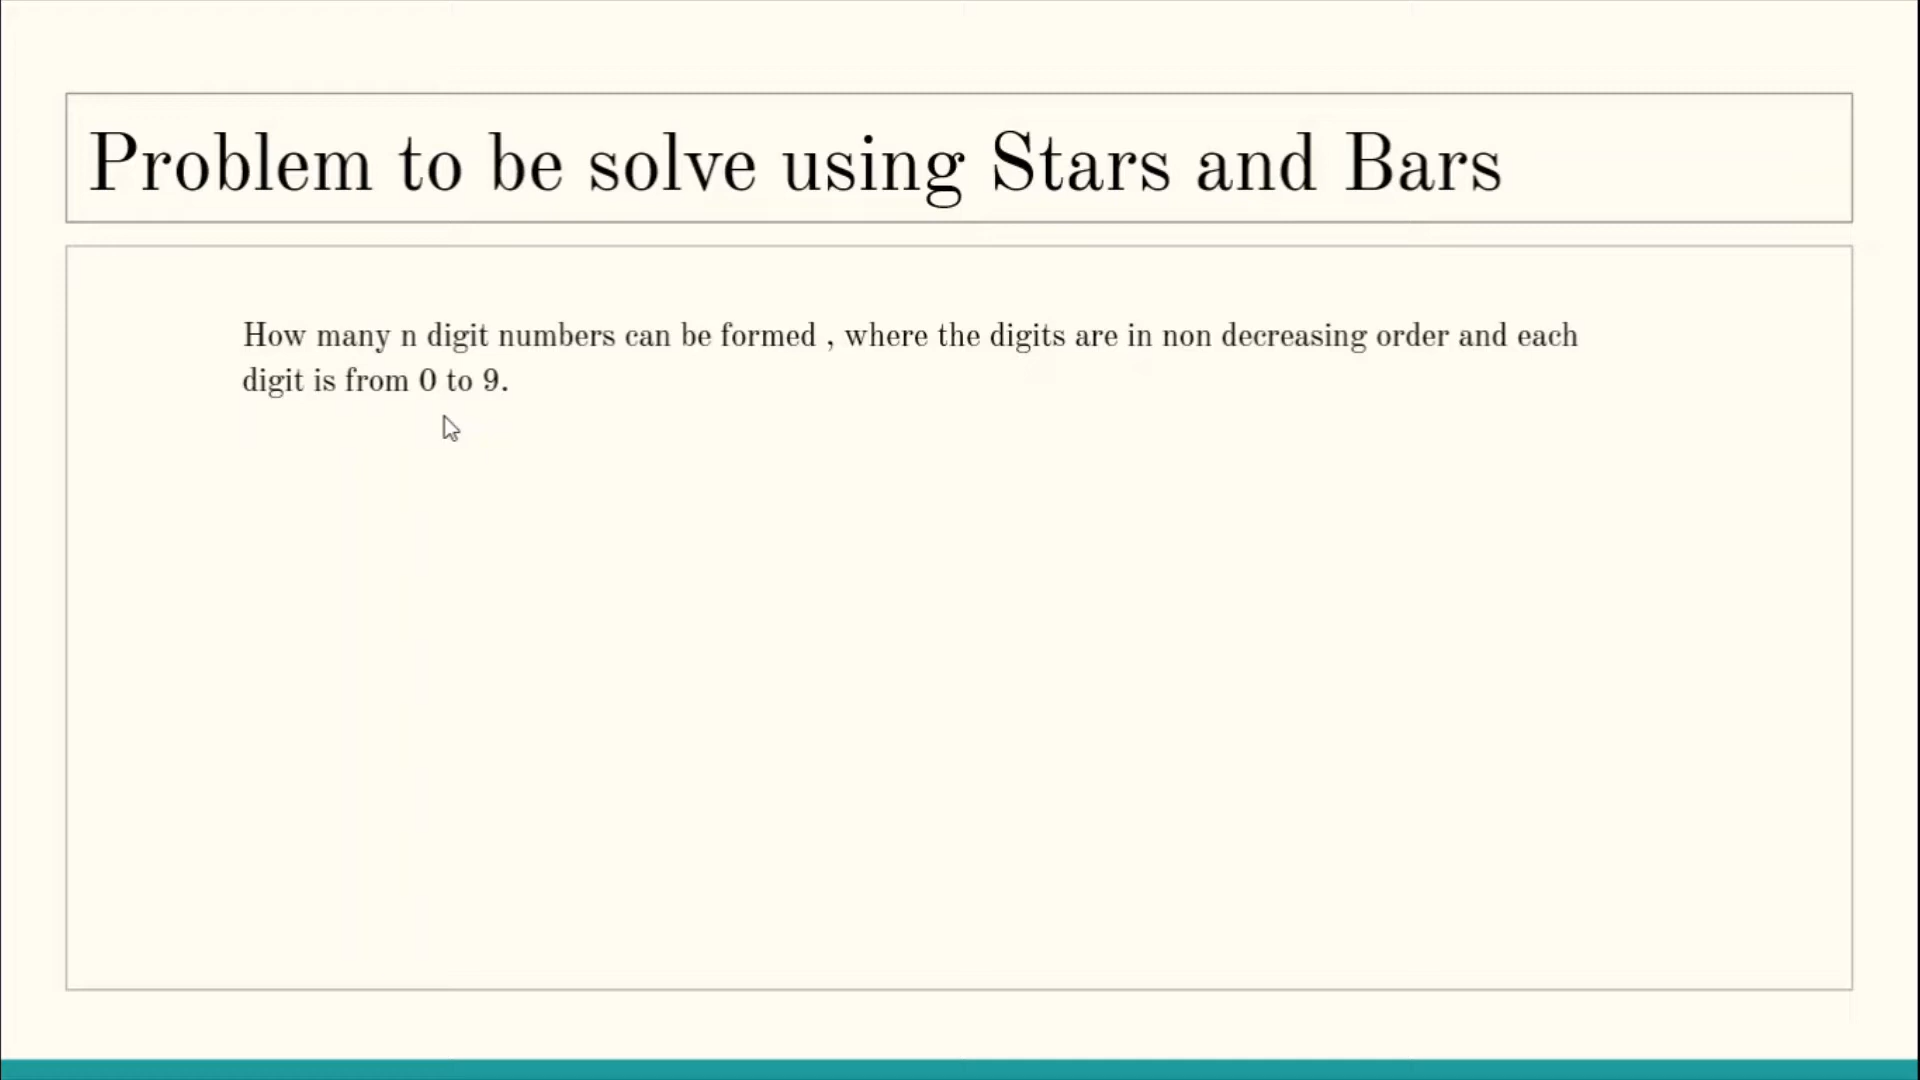 Problem to be solve using Stars and Bars
How many n digit numbers can be formed , where the digits are in non decreasing order and each
digit is from 0 to 9.